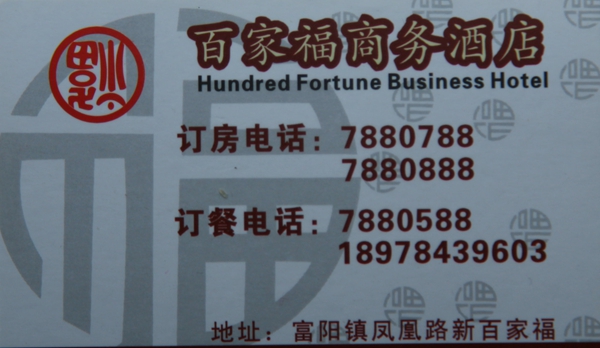 百家福商务酒店
Hundred Fortune Business Hotel
订房电话：7880788
7880888
订餐电话：7880588
18978439603
地址：富阳镇凤凰路新百家福